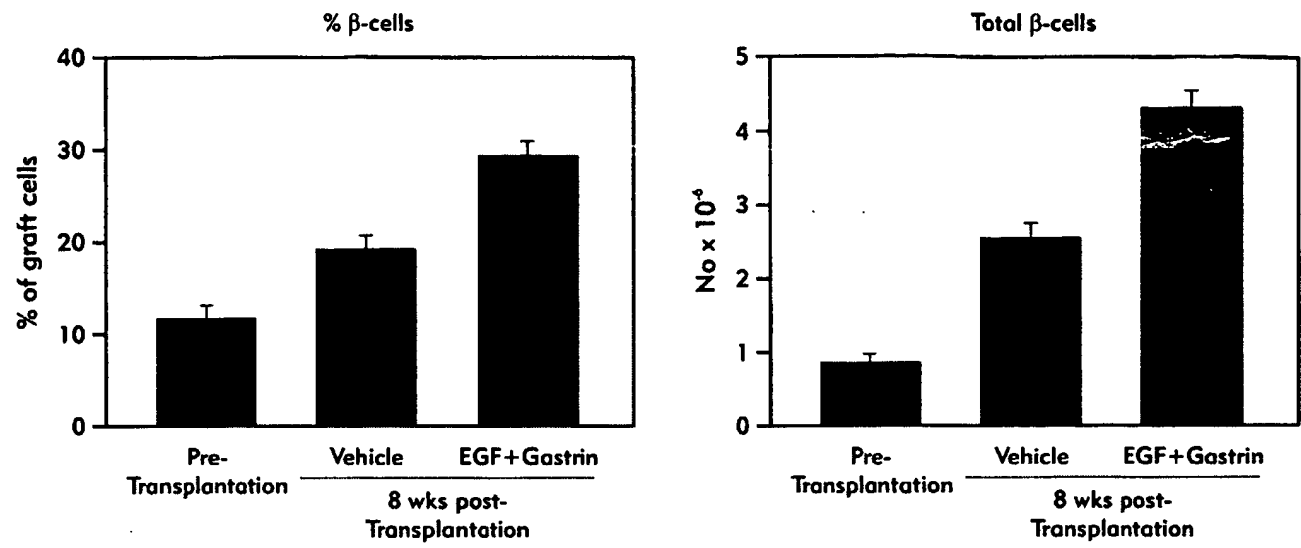 % β-cells
40
30
20
10
0
% of graft cells
Pre-
Transplantation
Vehicle
EGF+Gastrin
8 wks post-
Transplantation
Total β-cells
5
4
3
2
1
0
No x 10⁻⁶
Pre-
Transplantation
Vehicle
EGF+Gastrin
8 wks post-
Transplantation